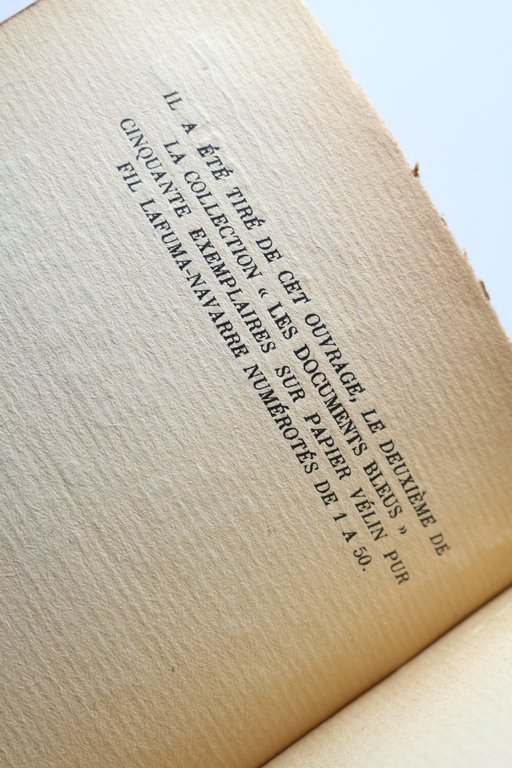 IL A ÉTÉ TIRÉ DE CET OUVRAGE, LE DEUXIÈME DE
LA COLLECTION « LES DOCUMENTS BLEUS »
CINQUANTE EXEMPLAIRES SUR PAPIER VÉLIN PUR
FIL LAFUMA-NAVARRE NUMÉROTÉS DE 1 A 50.